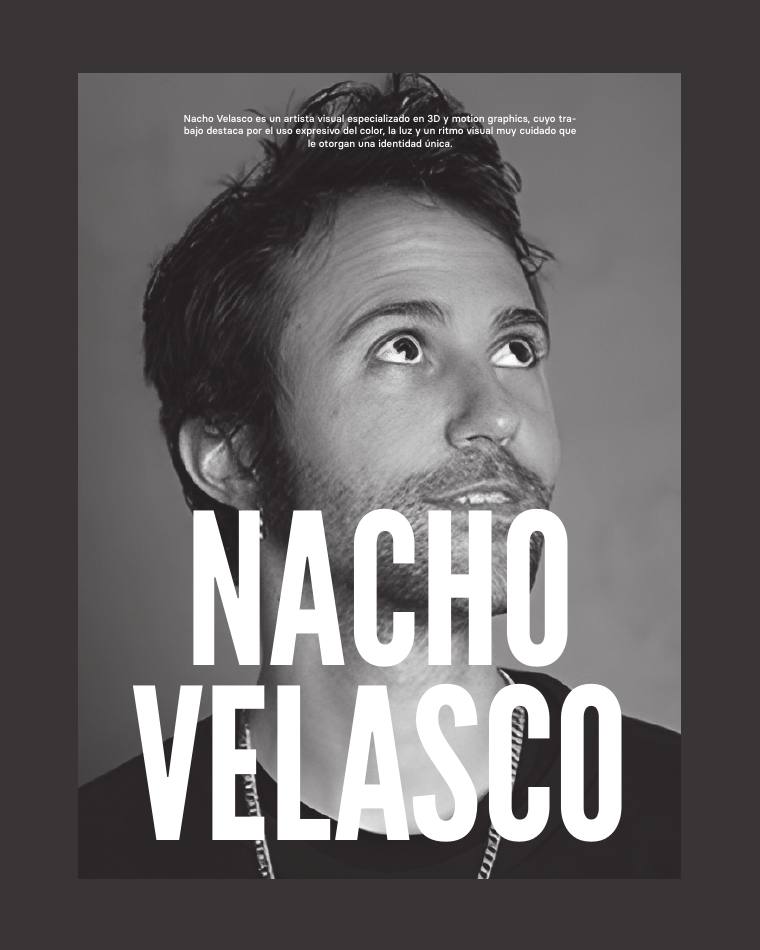 Nacho Velasco es un artista visual especializado en 3D y motion graphics, cuyo tra-
bajo destaca por el uso expresivo del color, la luz y un ritmo visual muy cuidado que
le otorgan una identidad única.
NACHO
VELASCO